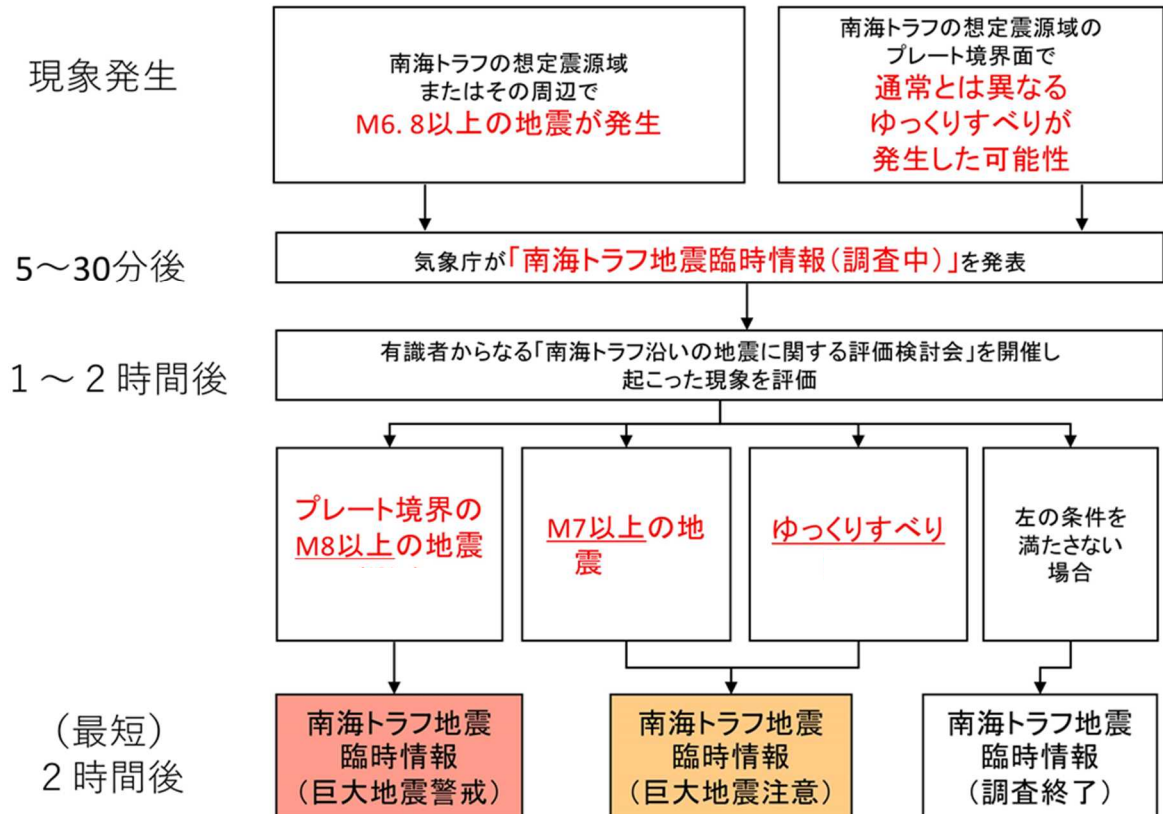 現象発生
南海トラフの想定震源域
またはその周辺で
M6.8以上の地震が発生
南海トラフの想定震源域の
プレート境界面で
通常とは異なる
ゆっくりすべりが
発生した可能性
5～30分後
気象庁が「南海トラフ地震臨時情報（調査中）」を発表
1～2時間後
有識者からなる「南海トラフ沿いの地震に関する評価検討会」を開催し
起こった現象を評価
プレート境界の
M8以上の地震
M7以上の地
震
ゆっくりすべり
左の条件を
満たさない
場合
（最短）
2時間後
南海トラフ地震
臨時情報
（巨大地震警戒）
南海トラフ地震
臨時情報
（巨大地震注意）
南海トラフ地震
臨時情報
（調査終了）